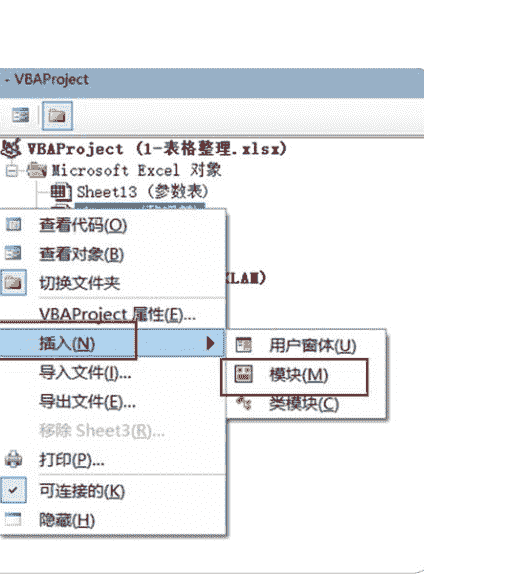 - VBAProject
VBAProject (1-表格整理.xlsx)
Microsoft Excel 对象
Sheet13 (参数表)
查看代码(O)
查看对象(B)
切换文件夹
XLAM)
VBAProject 属性(E)...
插入(N)
用户窗体(U)
导入文件(I)...
模块(M)
导出文件(E)...
类模块(C)
移除 Sheet3(R)...
打印(P)...
可连接的(K)
隐藏(H)